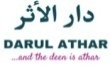 دار الأثر
DARUL ATHAR
...and the deen is athar